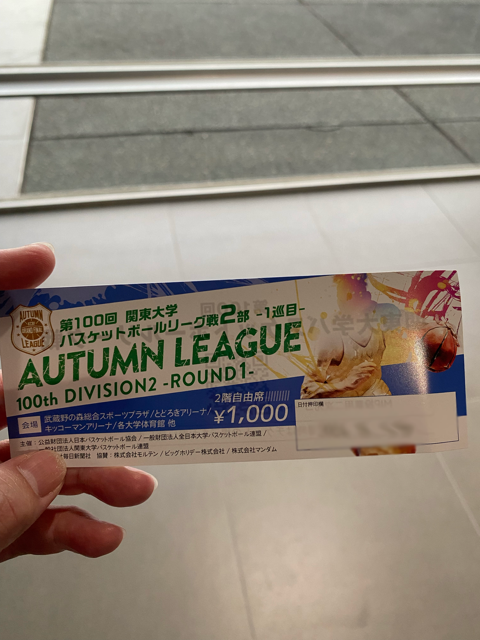 AUTUMN
LEAGUE
第100回 関東大学
バスケットボールリーグ戦2部 -1巡目-
AUTUMN LEAGUE
100th DIVISION2 -ROUND1-
2階自由席
¥1,000
会場 武蔵野の森総合スポーツプラザ/とどろきアリーナ/
キッコーマンアリーナ/各大学体育館 他
日付押印欄
主催:公益財団法人日本バスケットボール協会/一般財団法人全日本大学バスケットボール連盟/
社団法人関東大学バスケットボール連盟
毎日新聞社 協賛:株式会社モルテン/ビッグホリデー株式会社/株式会社マンダム